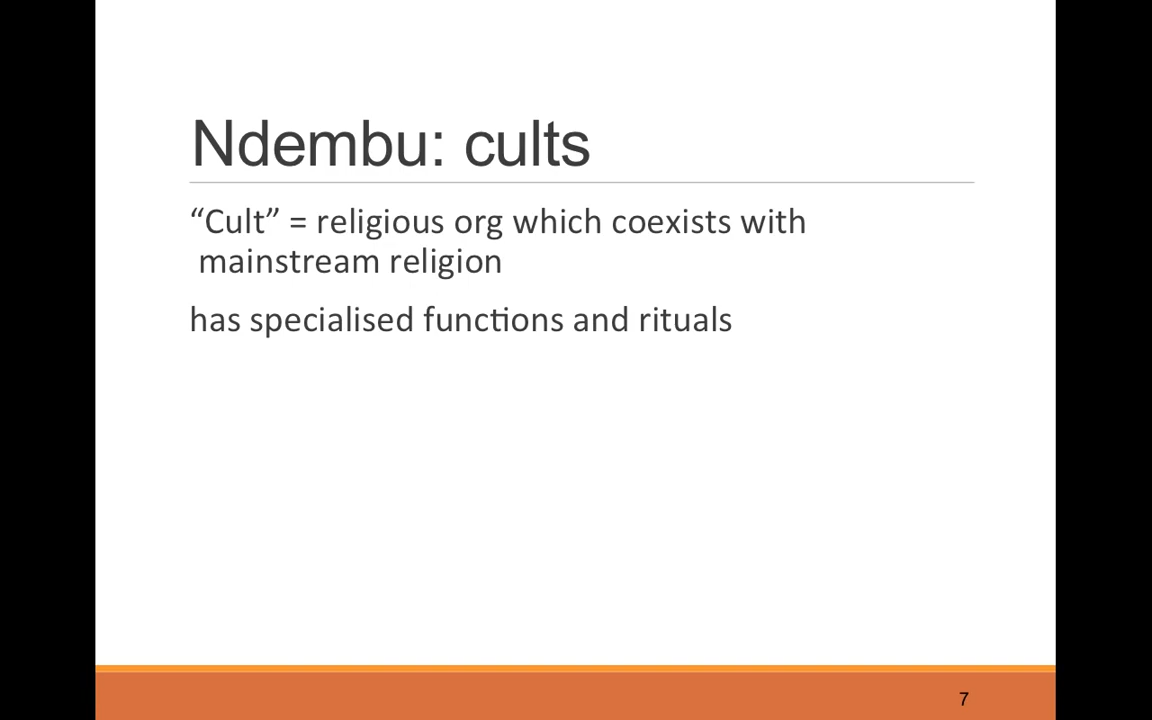 Ndembu: cults
“Cult” = religious org which coexists with
mainstream religion
has specialised functions and rituals
7